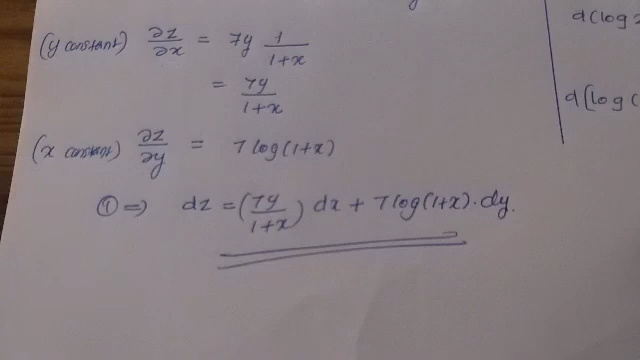 (y constant) ∂z/∂x = 7y 1/(1+x)
= 7y/(1+x)
(x constant) ∂z/∂y = 7 log(1+x)
① ⇒ dz = (7y/(1+x)) dx + 7 log(1+x) · dy.
d(log
d(log(